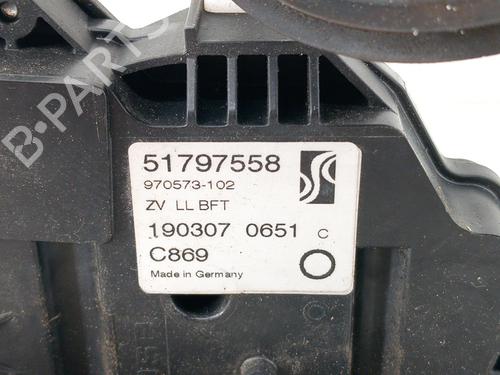 B-PARTS
51797558
970573-102
ZV LL BFT
190307 0651 C
C869
Made in Germany